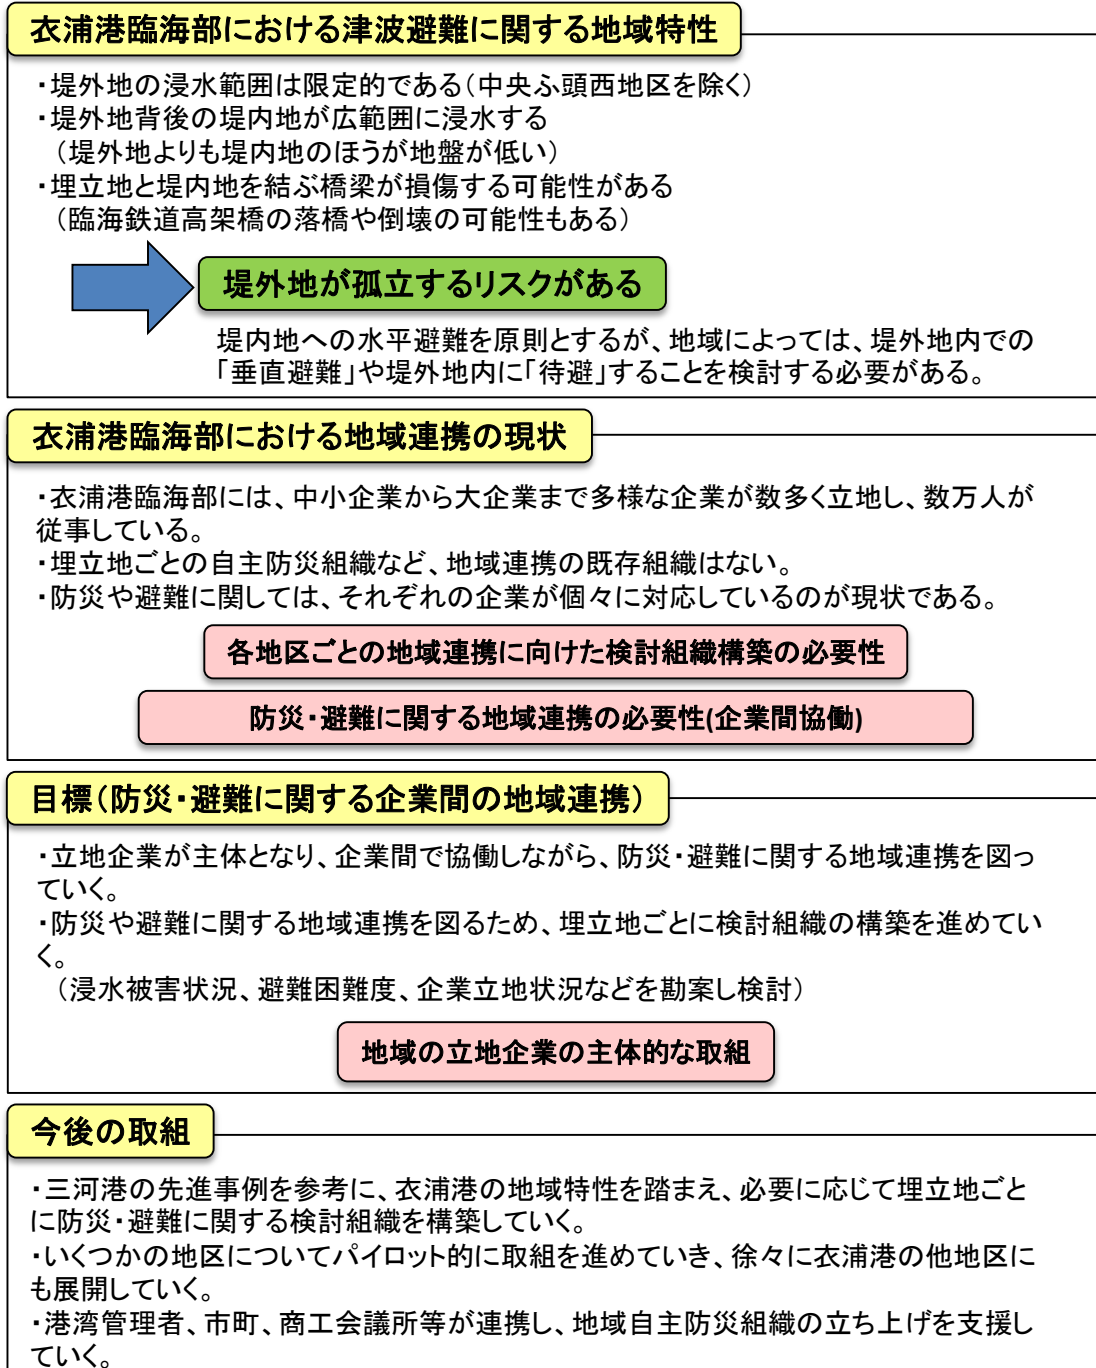 衣浦港臨海部における津波避難に関する地域特性
・堤外地の浸水範囲は限定的である（中央ふ頭西地区を除く）
・堤外地背後の堤内地が広範囲に浸水する
（堤外地よりも堤内地のほうが地盤が低い）
・埋立地と堤内地を結ぶ橋梁が損傷する可能性がある
（臨海鉄道高架橋の落橋や倒壊の可能性もある）
堤外地が孤立するリスクがある
堤内地への水平避難を原則とするが、地域によっては、堤外地内での
「垂直避難」や堤外地内に「待避」することを検討する必要がある。
衣浦港臨海部における地域連携の現状
・衣浦港臨海部には、中小企業から大企業まで多様な企業が数多く立地し、数万人が
従事している。
・埋立地ごとの自主防災組織など、地域連携の既存組織はない。
・防災や避難に関しては、それぞれの企業が個々に対応しているのが現状である。
各地区ごとの地域連携に向けた検討組織構築の必要性
防災・避難に関する地域連携の必要性(企業間協働)
目標（防災・避難に関する企業間の地域連携）
・立地企業が主体となり、企業間で協働しながら、防災・避難に関する地域連携を図っ
ていく。
・防災や避難に関する地域連携を図るため、埋立地ごとに検討組織の構築を進めてい
く。
（浸水被害状況、避難困難度、企業立地状況などを勘案し検討）
地域の立地企業の主体的な取組
今後の取組
・三河港の先進事例を参考に、衣浦港の地域特性を踏まえ、必要に応じて埋立地ごと
に防災・避難に関する検討組織を構築していく。
・いくつかの地区についてパイロット的に取組を進めていき、徐々に衣浦港の他地区に
も展開していく。
・港湾管理者、市町、商工会議所等が連携し、地域自主防災組織の立ち上げを支援し
ていく。